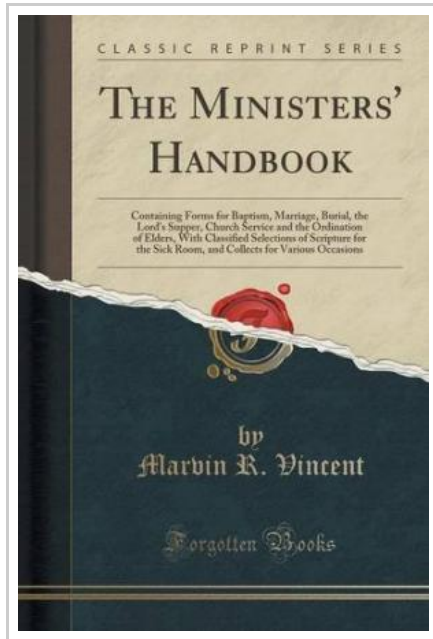 CLASSIC REPRINT SERIES
THE MINISTERS'
HANDBOOK
Containing Forms for Baptism, Marriage, Burial, the
Lord's Supper, Church Service and the Ordination
of Elders, With Classified Selections of Scripture for
the Sick Room, and Collects for Various Occasions
by
Marvin R. Vincent
Forgotten Books